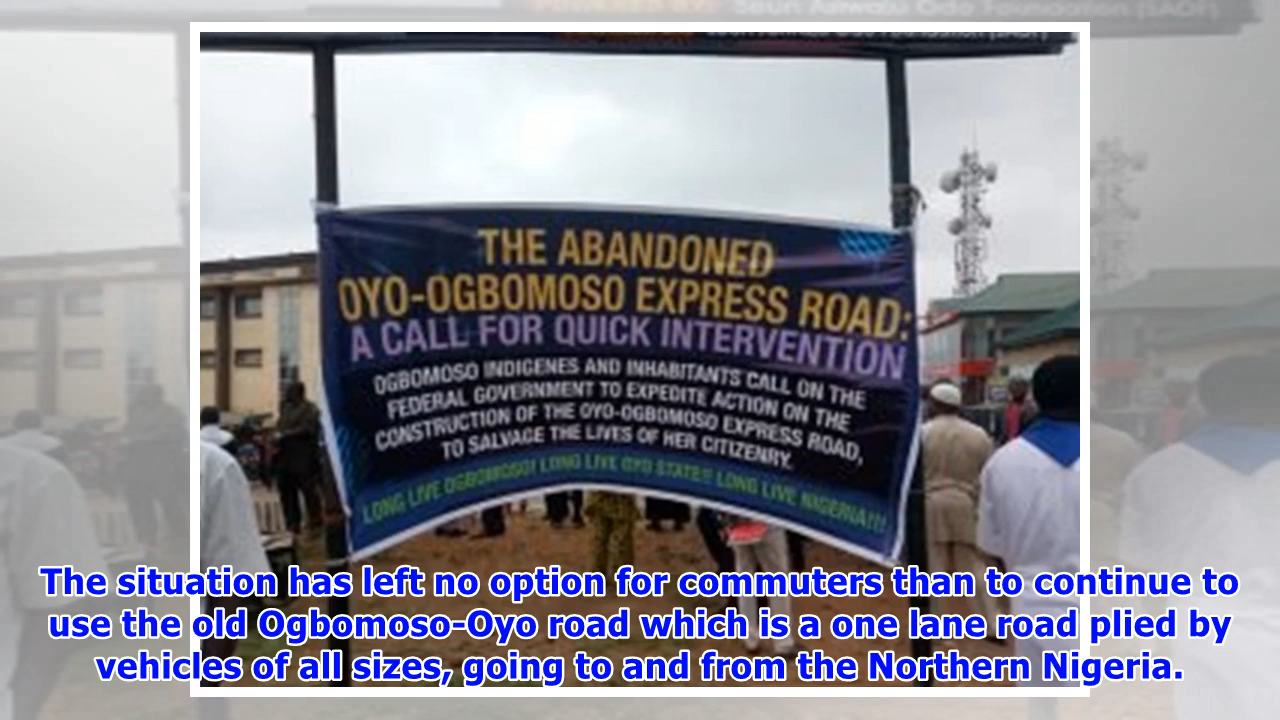 THE ABANDONED
OYO-OGBOMOSO EXPRESS ROAD:
A CALL FOR QUICK INTERVENTION
OGBOMOSO INDIGENES AND INHABITANTS CALL ON THE
FEDERAL GOVERNMENT TO EXPEDITE ACTION ON THE
CONSTRUCTION OF THE OYO-OGBOMOSO EXPRESS ROAD,
TO SALVAGE THE LIVES OF HER CITIZENRY.
LONG LIVE OGBOMOSO! LONG LIVE OYO STATE!! LONG LIVE NIGERIA!!!
The situation has left no option for commuters than to continue to
use the old Ogbomoso-Oyo road which is a one lane road plied by
vehicles of all sizes, going to and from the Northern Nigeria.